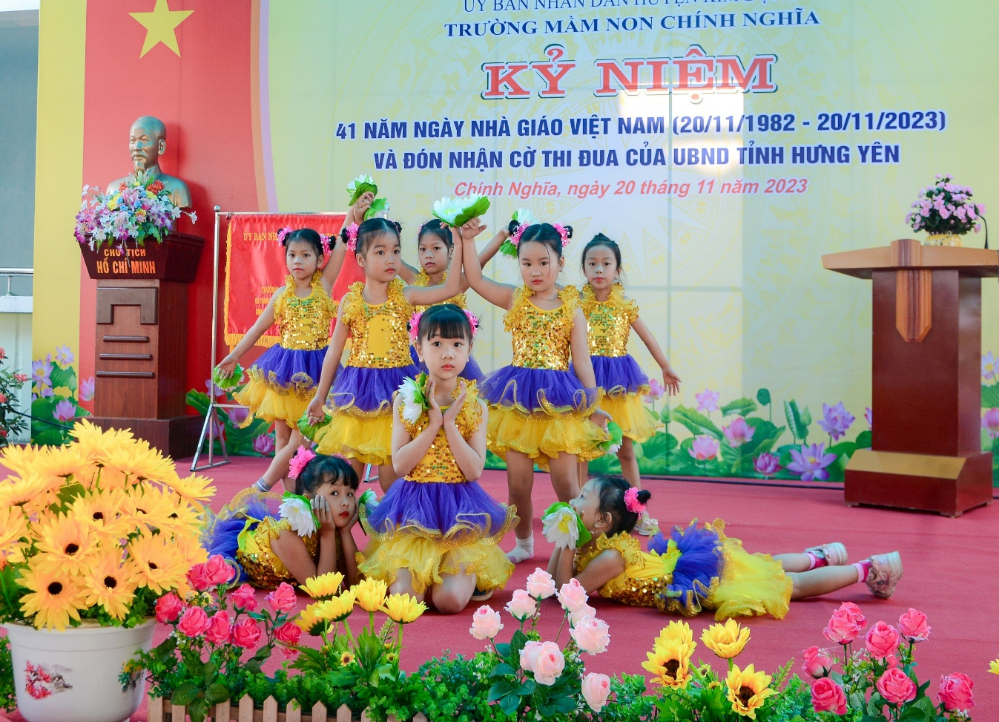 ỦY BAN NHÂN DÂN HUYỆN KIM
TRƯỜNG MẦM NON CHÍNH NGHĨA
KỶ NIỆM
41 NĂM NGÀY NHÀ GIÁO VIỆT NAM (20/11/1982 - 20/11/2023)
VÀ ĐÓN NHẬN CỜ THI ĐUA CỦA UBND TỈNH HƯNG YÊN
Chính Nghĩa, ngày 20 tháng 11 năm 2023
CHỦ TỊCH
HỒ CHÍ MINH
ỦY BAN NH